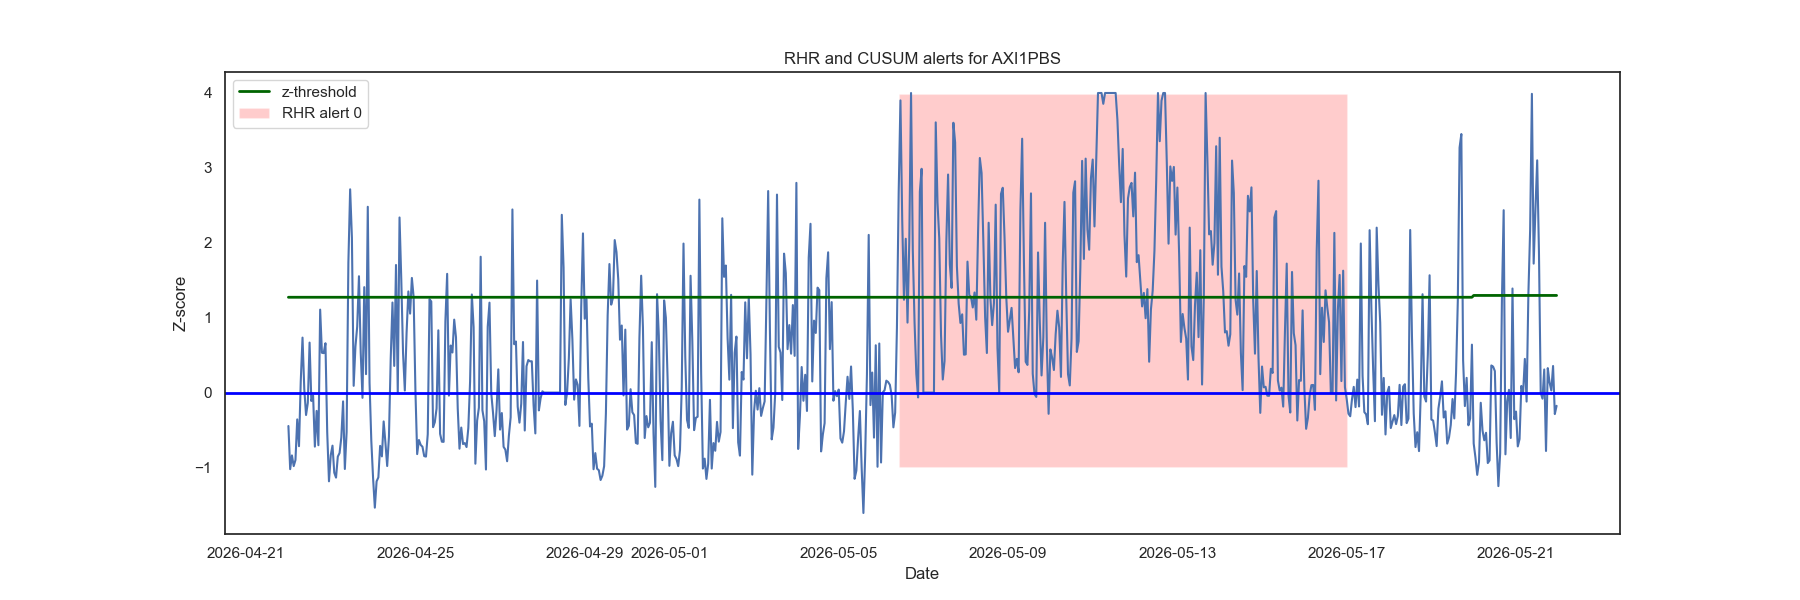 RHR and CUSUM alerts for AXI1PBS
z-threshold
RHR alert 0
Z-score
4
3
2
1
0
−1
2026-04-21 2026-04-25 2026-04-29 2026-05-01 2026-05-05 2026-05-09 2026-05-13 2026-05-17 2026-05-21
Date